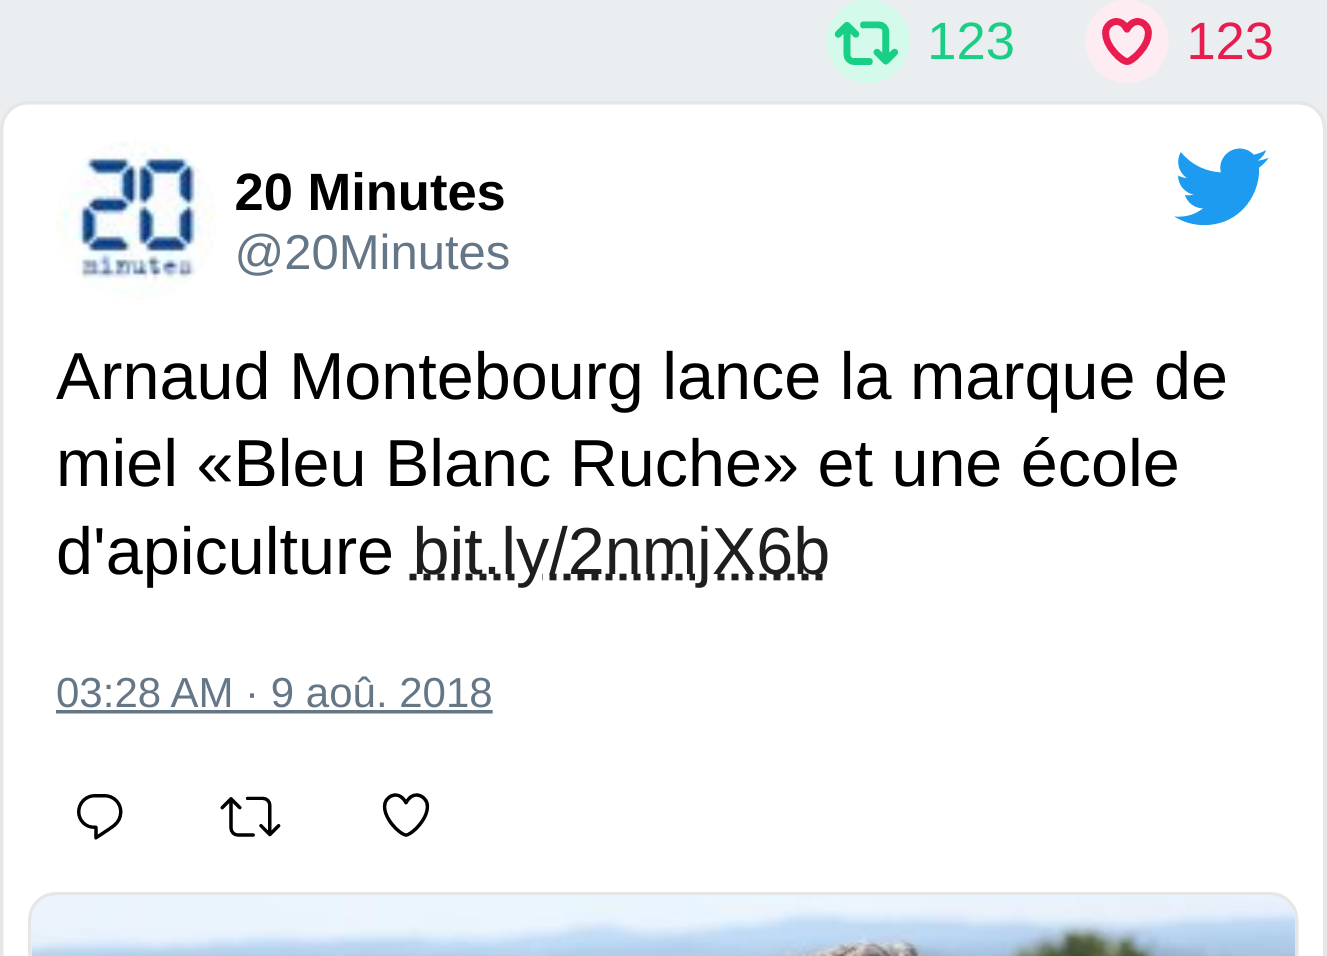 123 123
20 minutes
20 Minutes
@20Minutes
Arnaud Montebourg lance la marque de
miel «Bleu Blanc Ruche» et une école
d'apiculture bit.ly/2nmjX6b
03:28 AM · 9 aoû. 2018